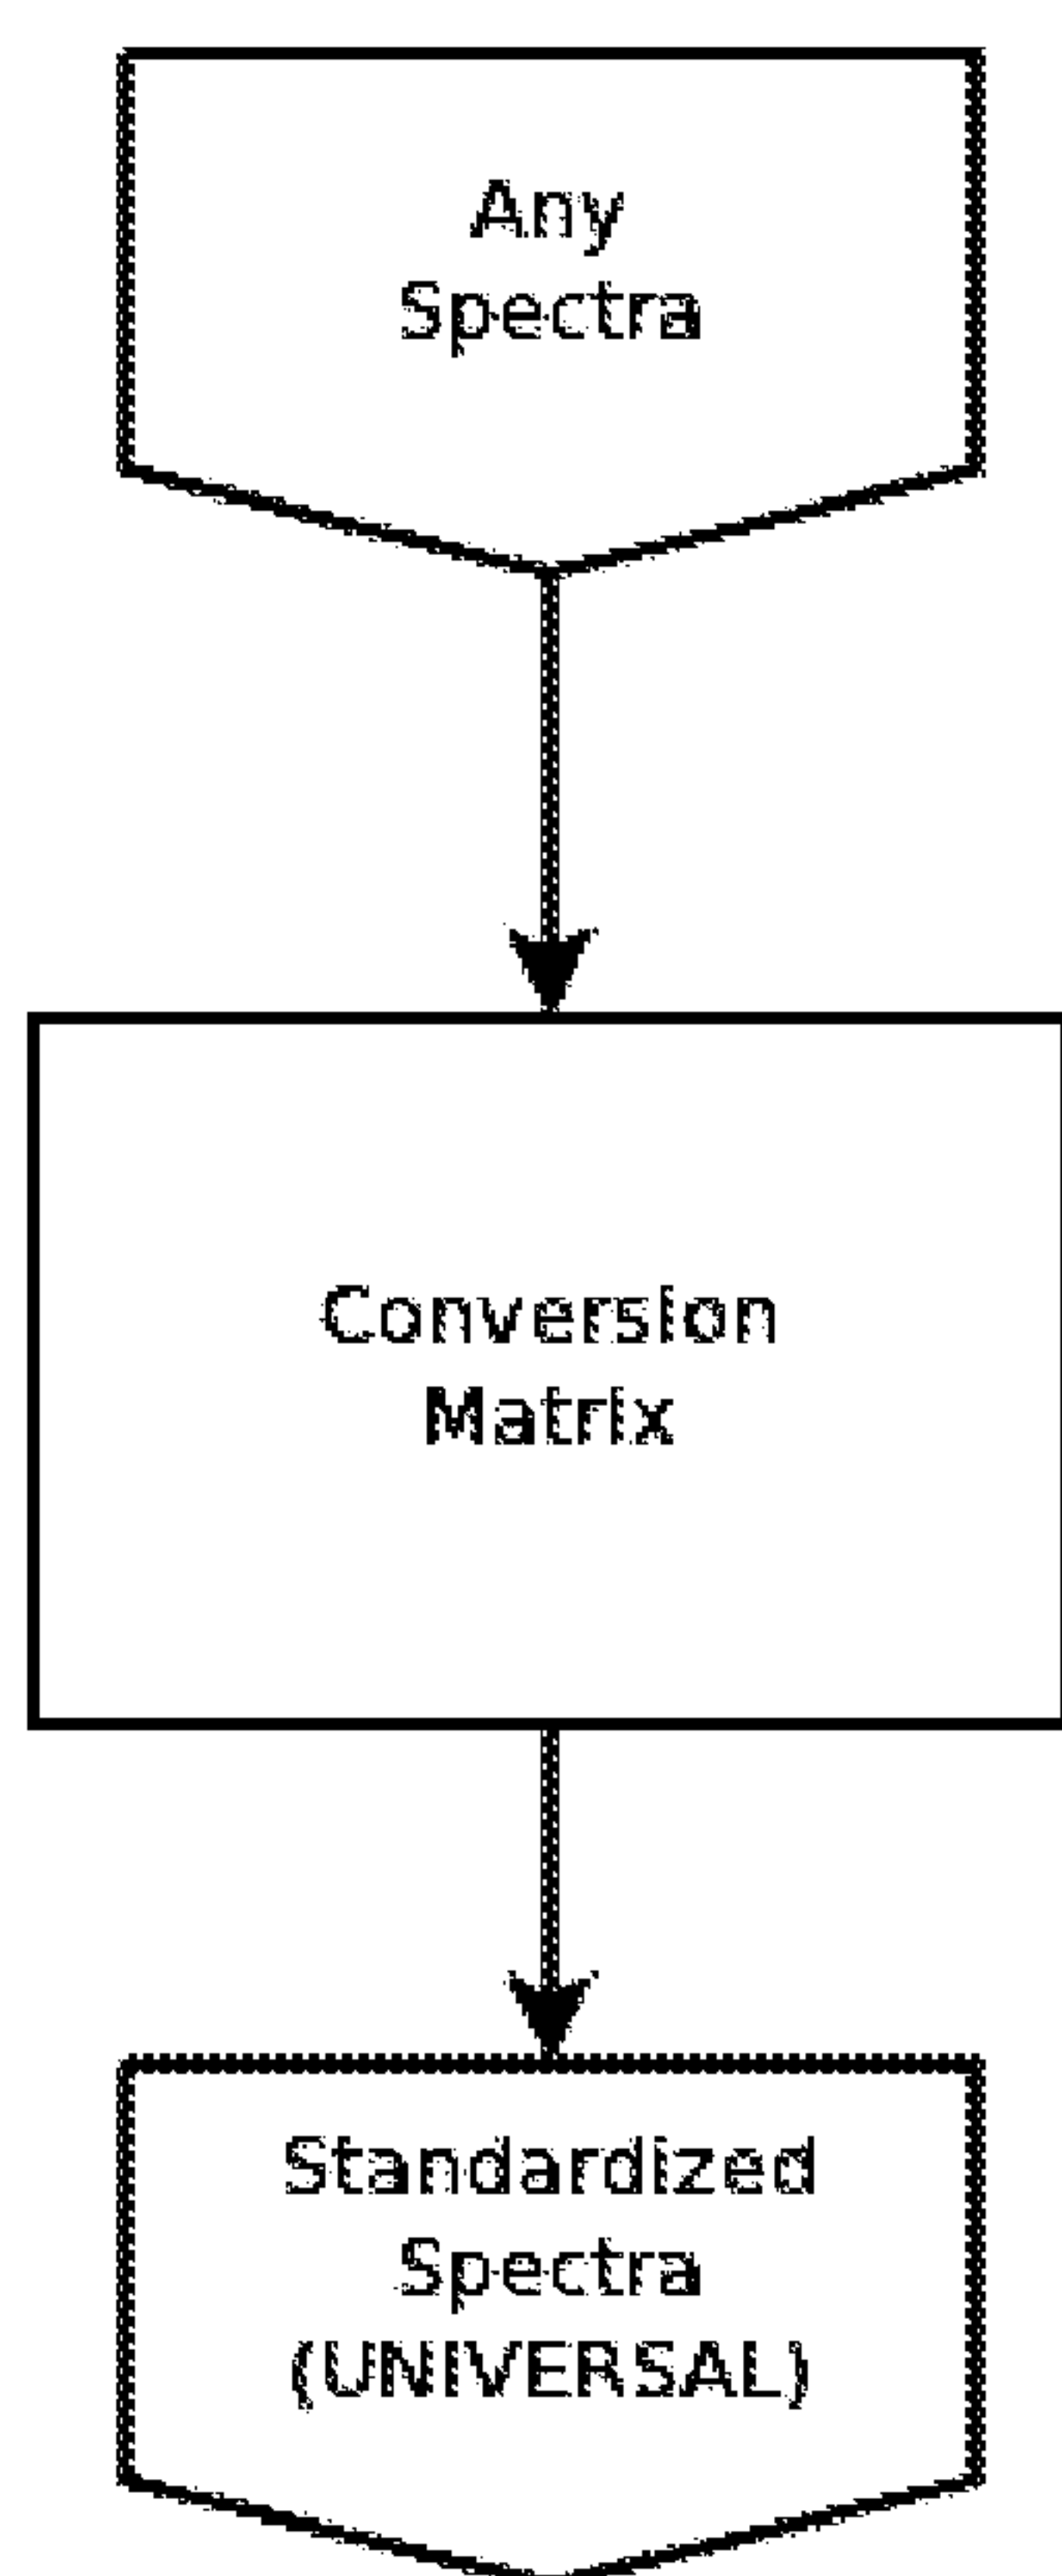 Any
Spectra
Conversion
Matrix
Standardized
Spectra
(UNIVERSAL)